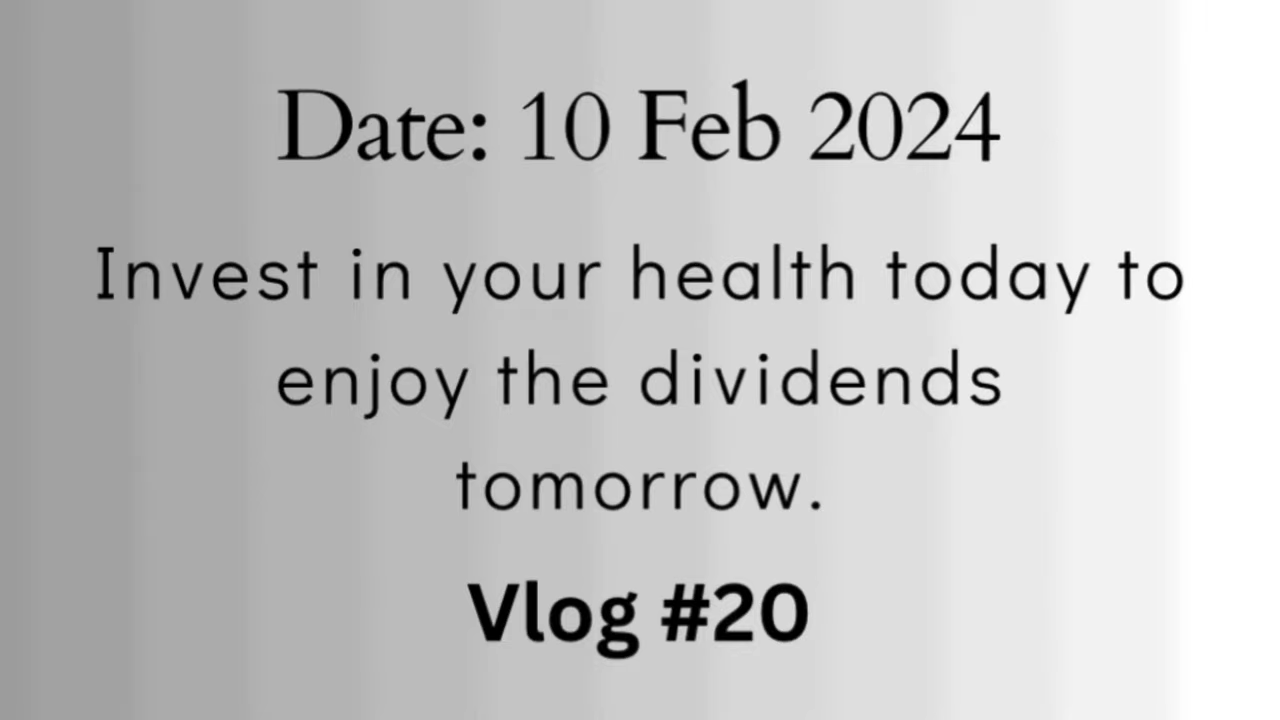 Date: 10 Feb 2024
Invest in your health today to
enjoy the dividends
tomorrow.
Vlog #20